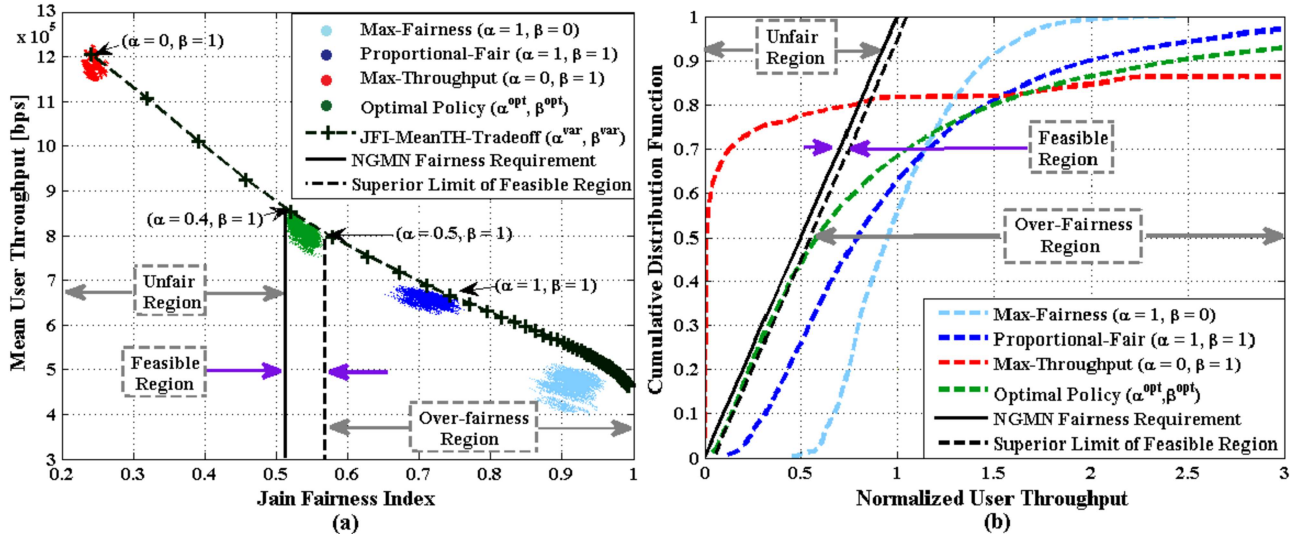 x 10⁵
13
12
11
10
9
8
7
6
5
4
3
Mean User Throughput [bps]
(α = 0, β = 1)
Max-Fairness (α = 1, β = 0)
Proportional-Fair (α = 1, β = 1)
Max-Throughput (α = 0, β = 1)
Optimal Policy (α^opt, β^opt)
JFI-MeanTH-Tradeoff (α^var, β^var)
NGMN Fairness Requirement
Superior Limit of Feasible Region
(α = 0.4, β = 1)
(α = 0.5, β = 1)
(α = 1, β = 1)
Unfair
Region
Feasible
Region
Over-fairness
Region
0.2
0.3
0.4
0.5
0.6
0.7
0.8
0.9
1
Jain Fairness Index
(a)
1
0.9
0.8
0.7
0.6
0.5
0.4
0.3
0.2
0.1
0
Cumulative Distribution Function
Unfair
Region
Feasible
Region
Over-Fairness
Region
Max-Fairness (α = 1, β = 0)
Proportional-Fair (α = 1, β = 1)
Max-Throughput (α = 0, β = 1)
Optimal Policy (α^opt,β^opt)
NGMN Fairness Requirement
Superior Limit of Feasible Region
0
0.5
1
1.5
2
2.5
3
Normalized User Throughput
(b)